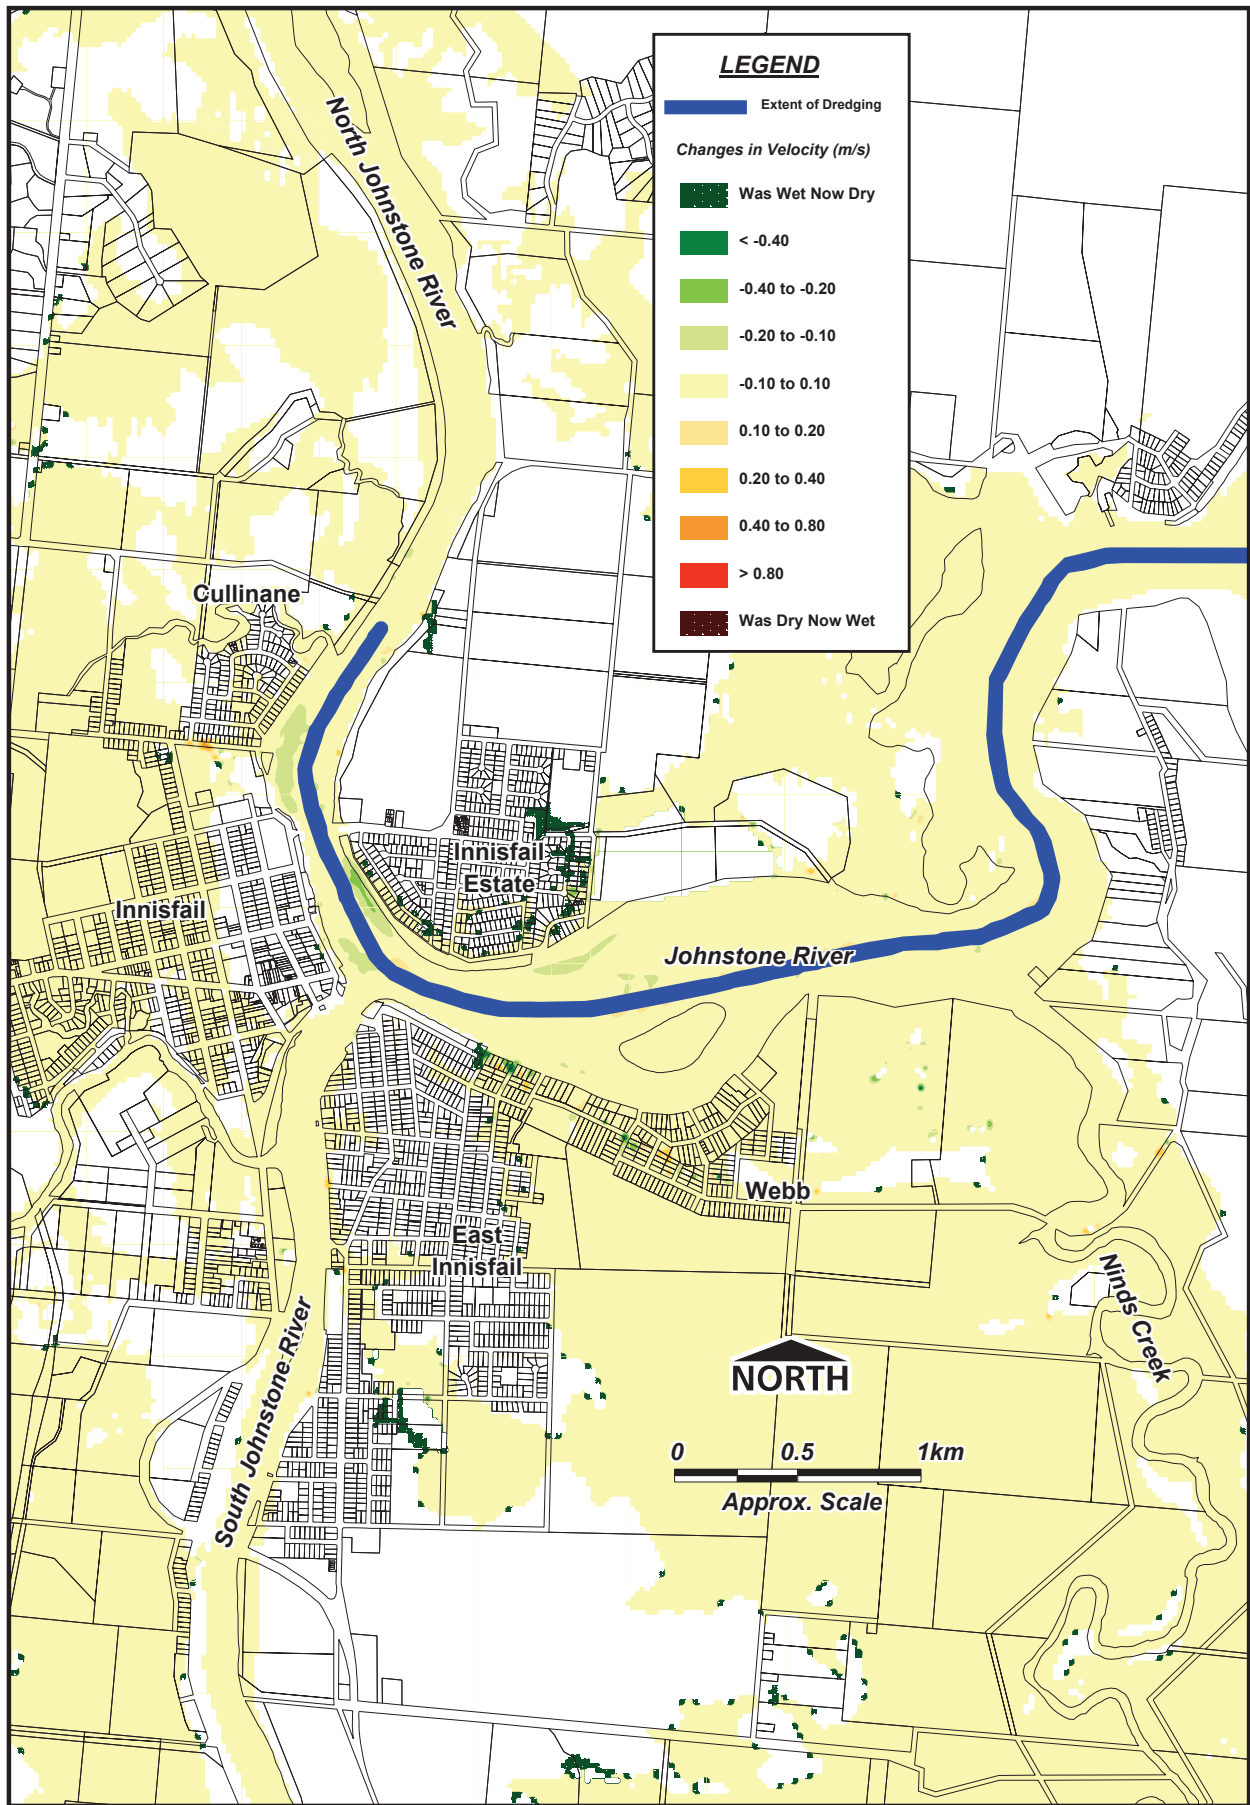 LEGEND
Extent of Dredging
Changes in Velocity (m/s)
Was Wet Now Dry
< -0.40
-0.40 to -0.20
-0.20 to -0.10
-0.10 to 0.10
0.10 to 0.20
0.20 to 0.40
0.40 to 0.80
> 0.80
Was Dry Now Wet
North Johnstone River
Cullinane
Innisfail
Estate
Innisfail
Johnstone River
Webb
East
Innisfail
Ninds Creek
South Johnstone River
NORTH
0 0.5 1km
Approx. Scale